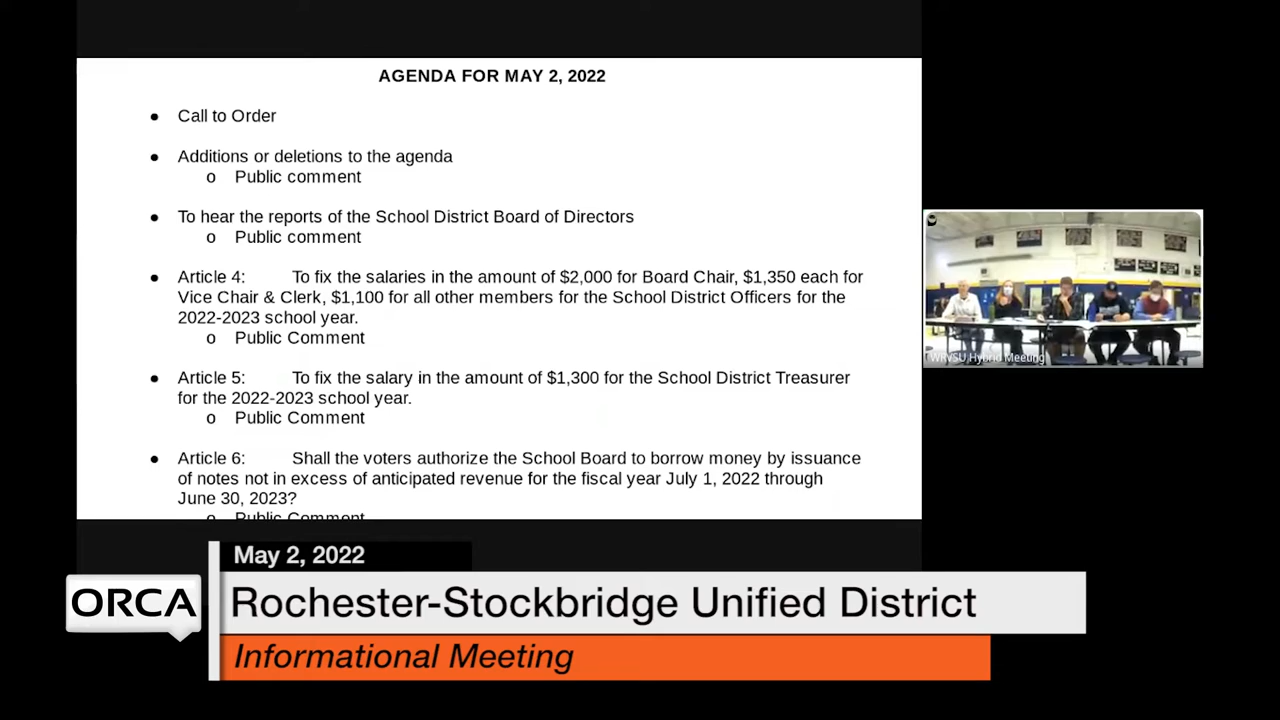 AGENDA FOR MAY 2, 2022
● Call to Order
● Additions or deletions to the agenda
o Public comment
● To hear the reports of the School District Board of Directors
o Public comment
● Article 4: To fix the salaries in the amount of $2,000 for Board Chair, $1,350 each for
Vice Chair & Clerk, $1,100 for all other members for the School District Officers for the
2022-2023 school year.
o Public Comment
● Article 5: To fix the salary in the amount of $1,300 for the School District Treasurer
for the 2022-2023 school year.
o Public Comment
● Article 6: Shall the voters authorize the School Board to borrow money by issuance
of notes not in excess of anticipated revenue for the fiscal year July 1, 2022 through
June 30, 2023?
o Public Comment
WRVSU Hybrid Meeting
May 2, 2022
ORCA
Rochester-Stockbridge Unified District
Informational Meeting